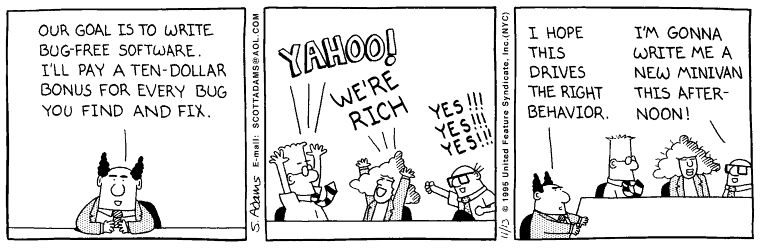 OUR GOAL IS TO WRITE
BUG-FREE SOFTWARE.
I'LL PAY A TEN-DOLLAR
BONUS FOR EVERY BUG
YOU FIND AND FIX.
S. Adams E-mail: SCOTTADAMS@AOL.COM
YAHOO!
WE'RE
RICH
YES!!!
YES!!!
YES!!!
11/13 © 1995 United Feature Syndicate, Inc.(NYC)
I HOPE
THIS
DRIVES
THE RIGHT
BEHAVIOR.
I'M GONNA
WRITE ME A
NEW MINIVAN
THIS AFTER-
NOON!